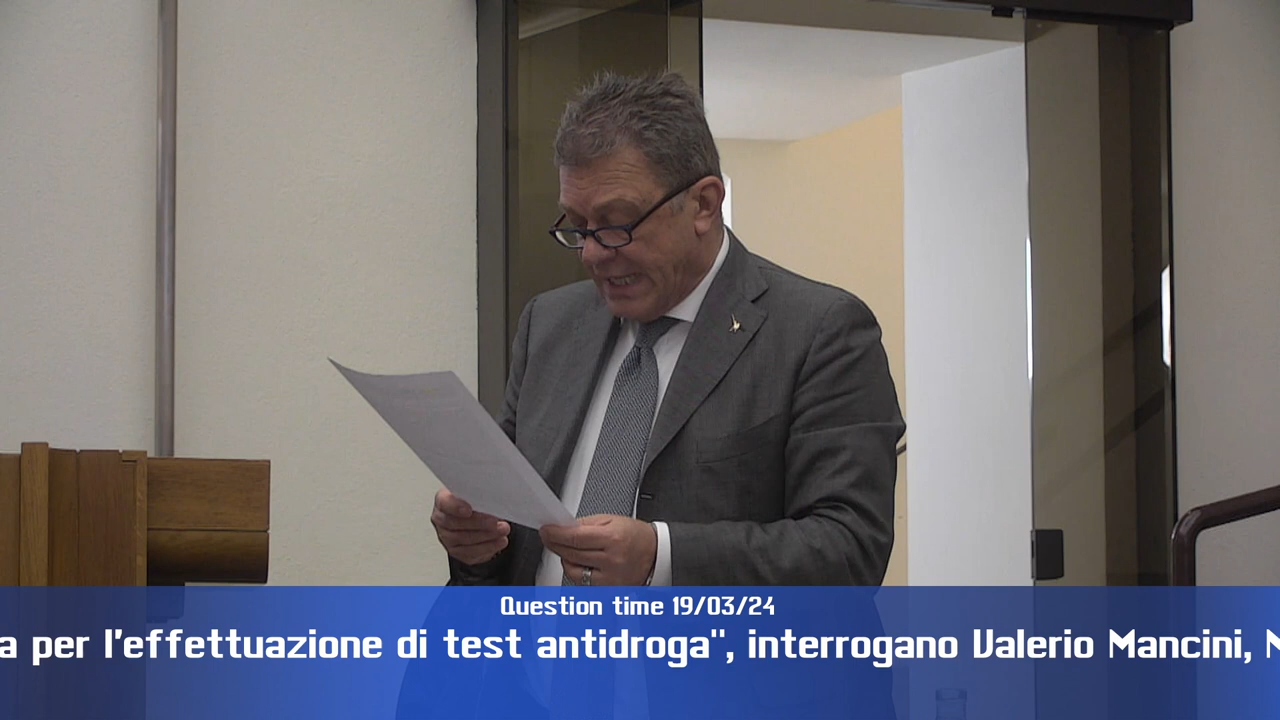 Question time 19/03/24
a per l'effettuazione di test antidroga", interrogano Valerio Mancini,